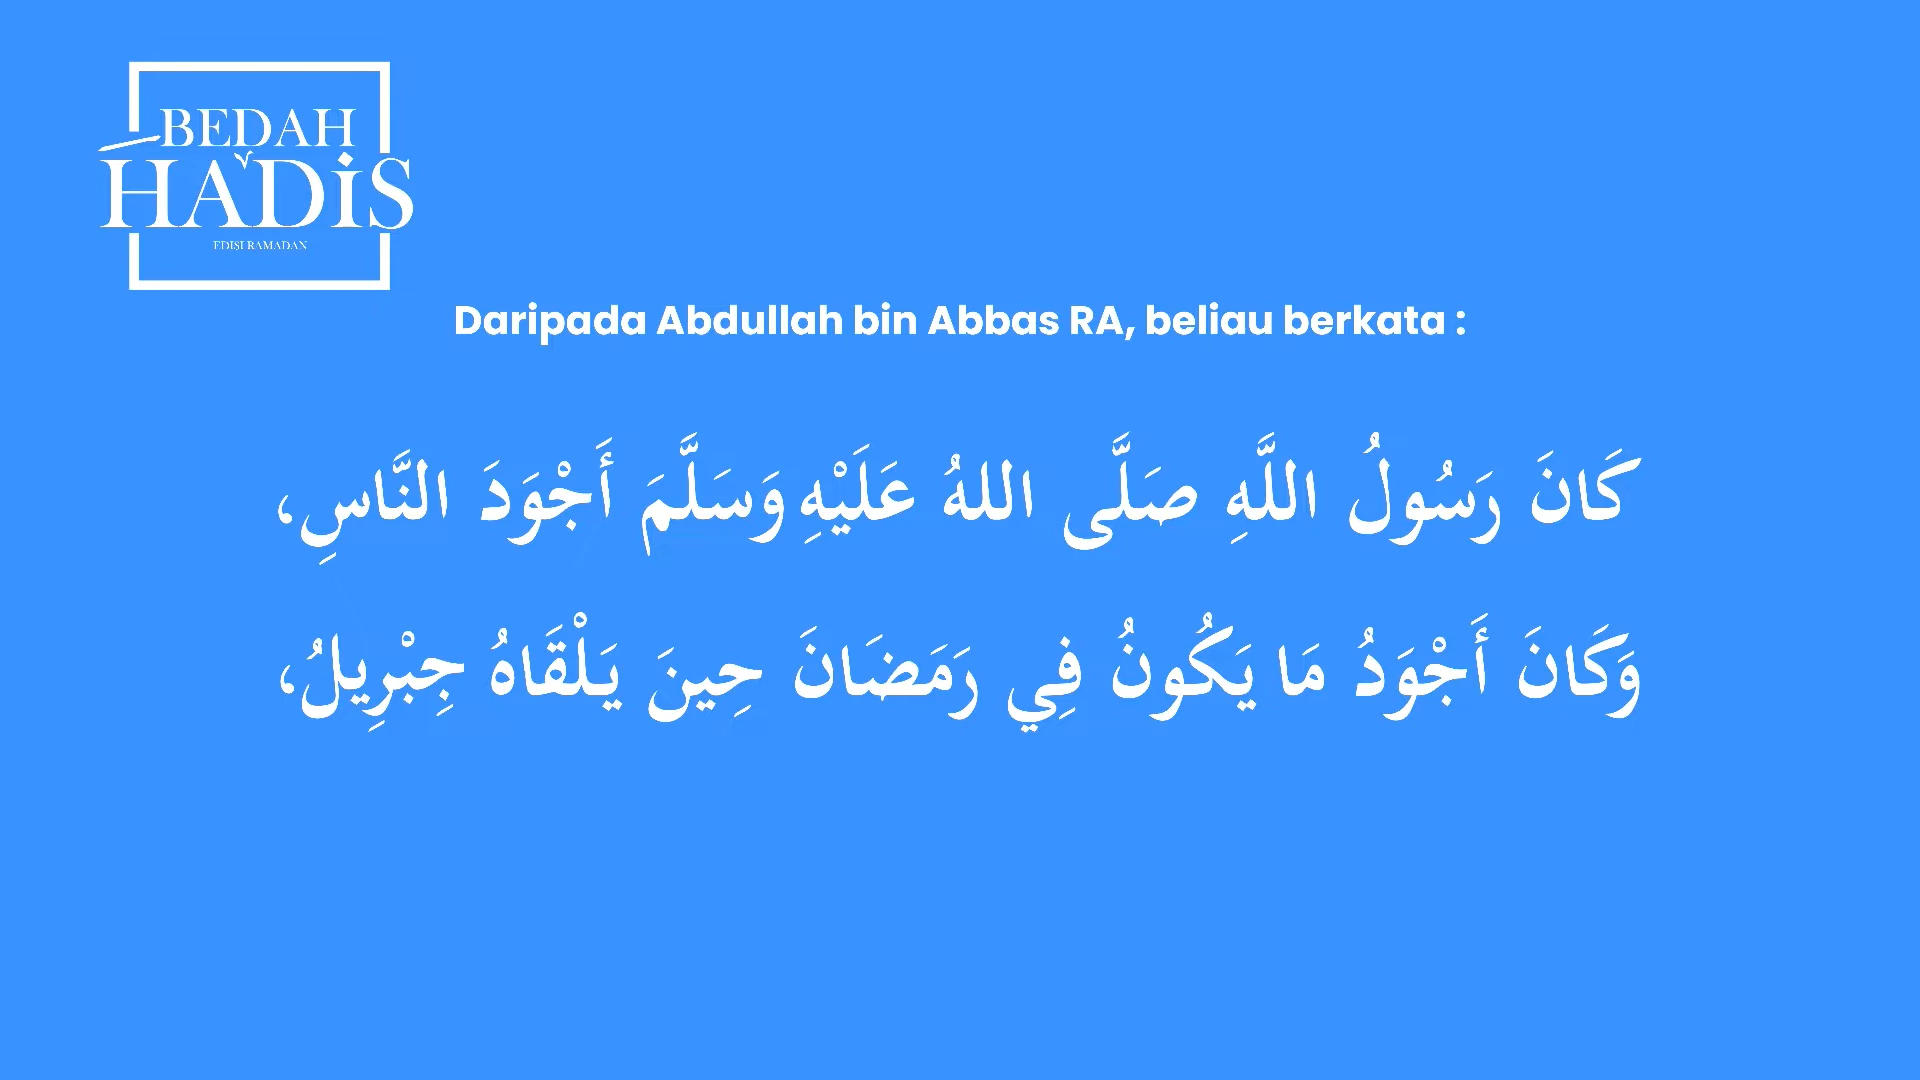 BEDAH
HADIS
EDISI RAMADAN
Daripada Abdullah bin Abbas RA, beliau berkata :
كَانَ رَسُولُ اللَّهِ صَلَّى اللهُ عَلَيْهِ وَسَلَّمَ أَجْوَدَ النَّاسِ،
وَكَانَ أَجْوَدُ مَا يَكُونُ فِي رَمَضَانَ حِينَ يَلْقَاهُ جِبْرِيلُ،